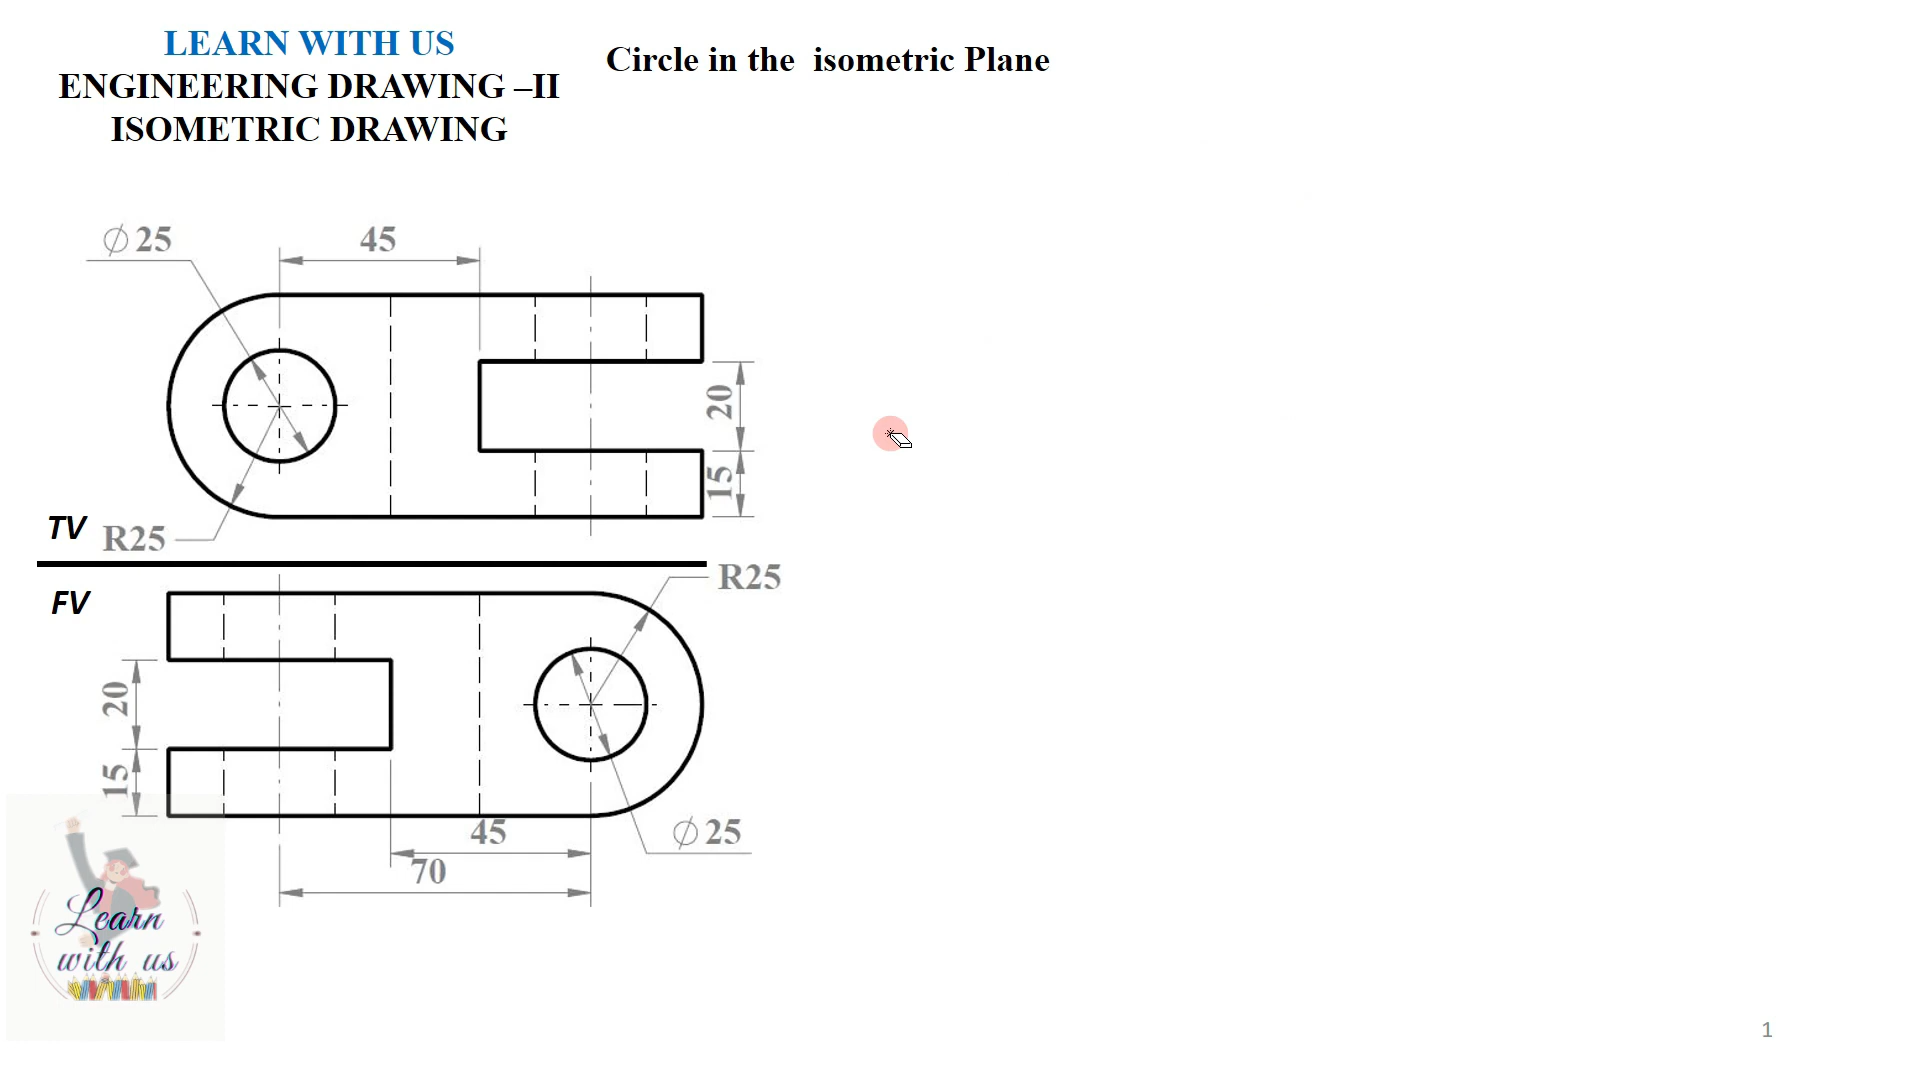 LEARN WITH US
ENGINEERING DRAWING –II
ISOMETRIC DRAWING
Circle in the isometric Plane
∅25
45
20
15
TV
R25
R25
FV
20
15
45
∅25
70
Learn
with us
1